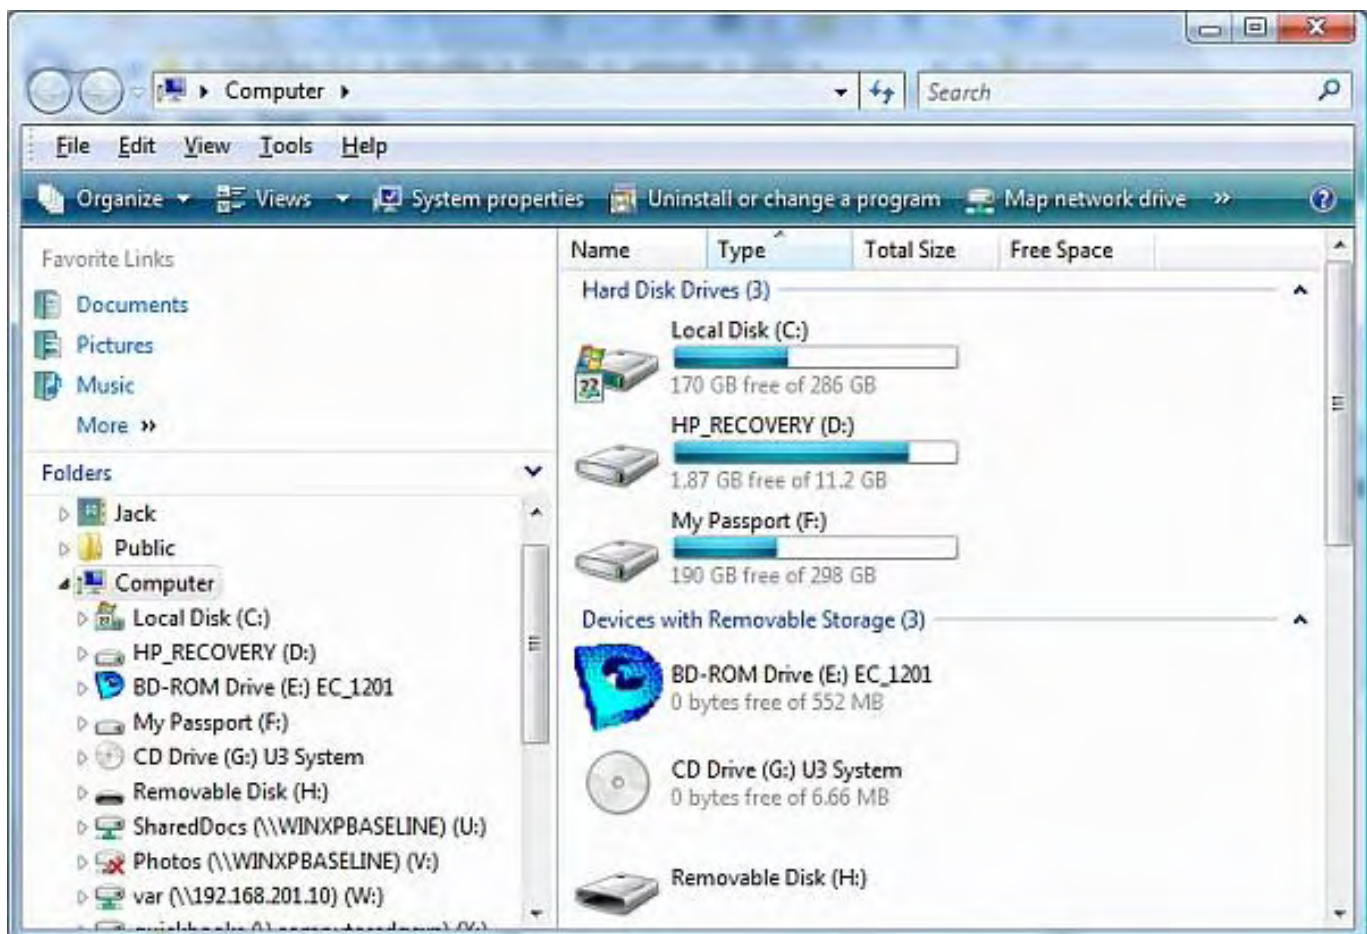 Computer
Search
File Edit View Tools Help
Organize Views System properties Uninstall or change a program Map network drive »
Favorite Links
Documents
Pictures
Music
More »
Folders
Jack
Public
Computer
Local Disk (C:)
HP_RECOVERY (D:)
BD-ROM Drive (E:) EC_1201
My Passport (F:)
CD Drive (G:) U3 System
Removable Disk (H:)
SharedDocs (\\WINXPBASELINE) (U:)
Photos (\\WINXPBASELINE) (V:)
var (\\192.168.201.10) (W:)
Name Type Total Size Free Space
Hard Disk Drives (3)
Local Disk (C:)
170 GB free of 286 GB
HP_RECOVERY (D:)
1.87 GB free of 11.2 GB
My Passport (F:)
190 GB free of 298 GB
Devices with Removable Storage (3)
BD-ROM Drive (E:) EC_1201
0 bytes free of 552 MB
CD Drive (G:) U3 System
0 bytes free of 6.66 MB
Removable Disk (H:)